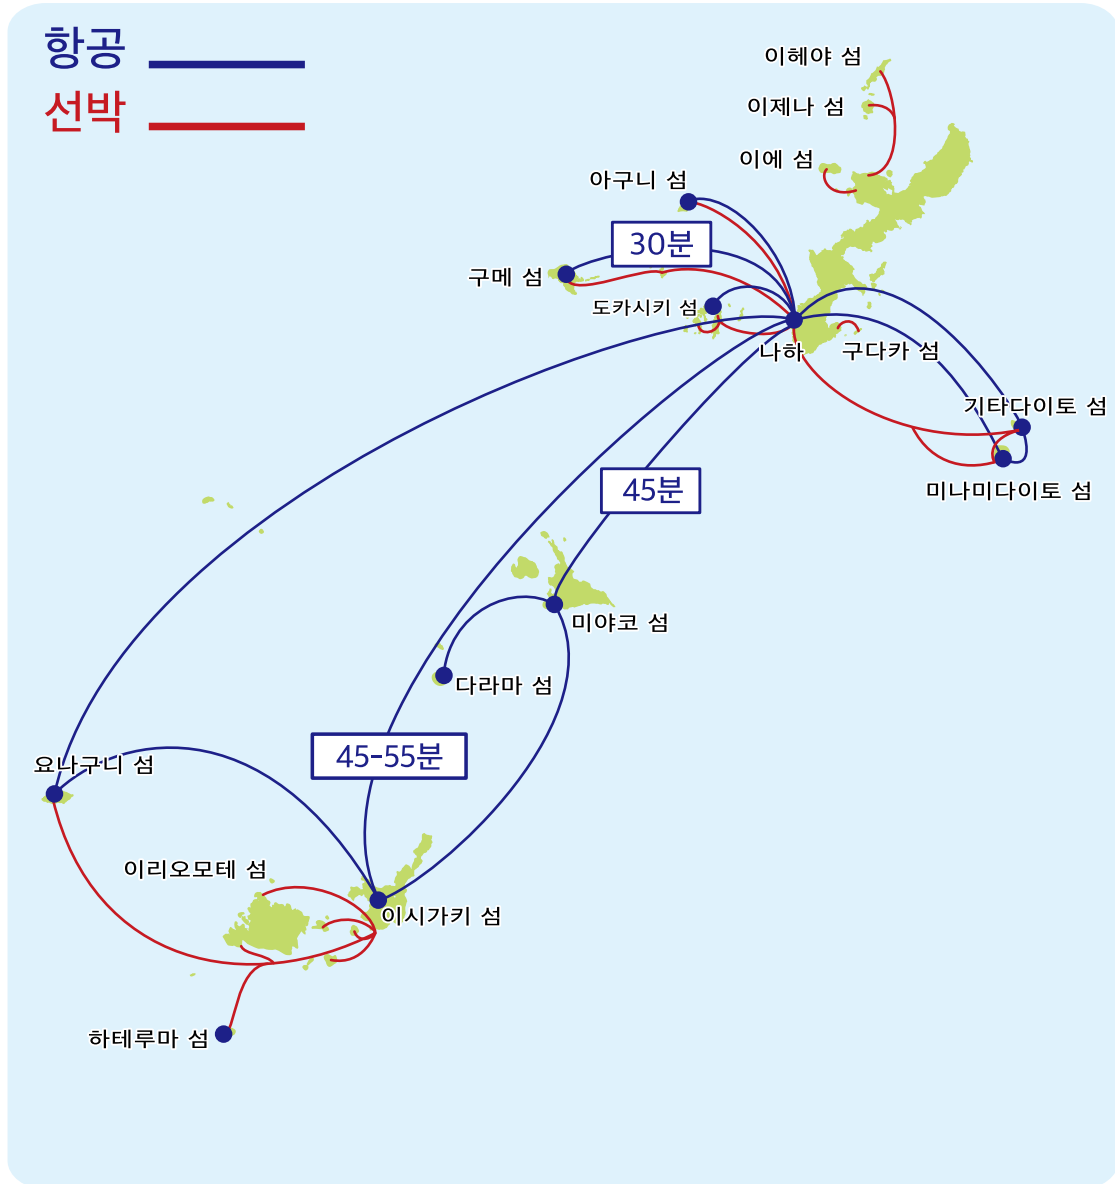 항공
선박
이헤야 섬
이제나 섬
이에 섬
아구니 섬
30분
구메 섬
도카시키 섬
나하
구다카 섬
기타다이토 섬
미나미다이토 섬
45분
미야코 섬
다라마 섬
45-55분
요나구니 섬
이리오모테 섬
이시가키 섬
하테루마 섬